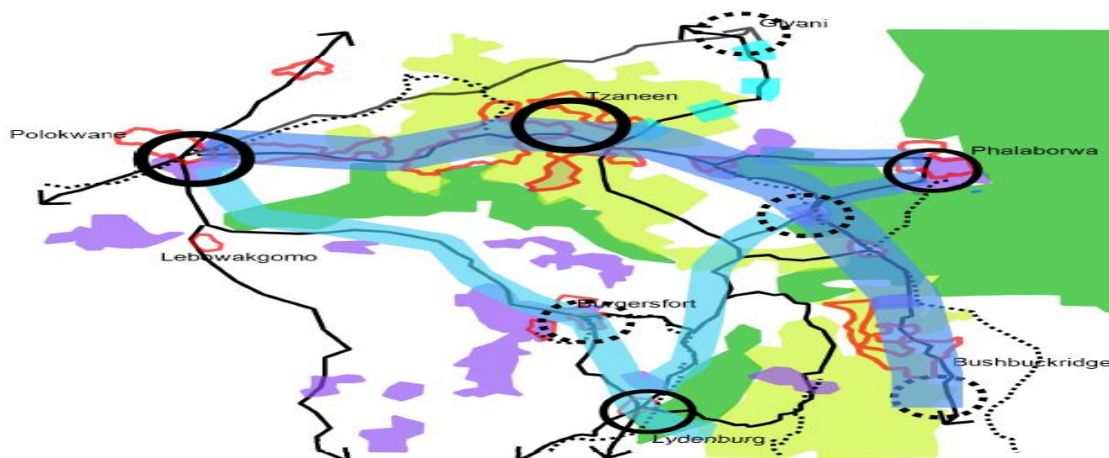 Giyani
Tzaneen
Polokwane
Phalaborwa
Lebowakgomo
Burgersfort
Bushbuckridge
Lydenburg